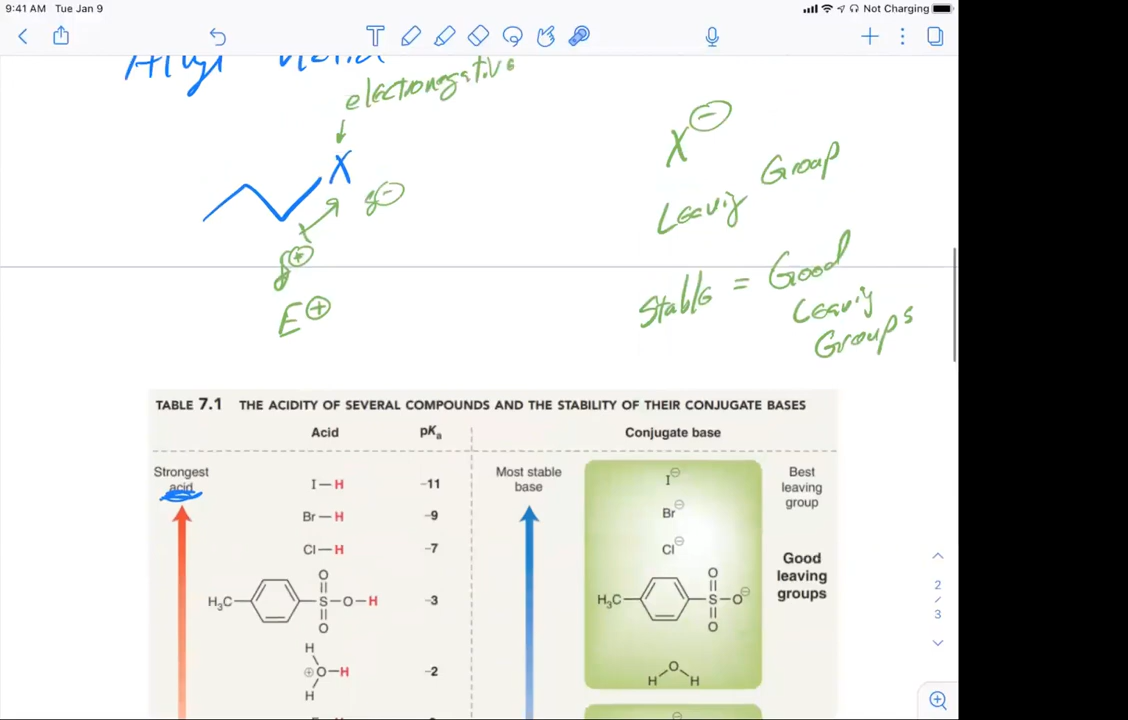 9:41 AM Tue Jan 9
Not Charging
electronegative
X
X ⊖
δ ⊖
Leaving Group
δ ⊕
E ⊕
Stable = Good
Leaving
Groups
TABLE 7.1 THE ACIDITY OF SEVERAL COMPOUNDS AND THE STABILITY OF THEIR CONJUGATE BASES
Acid pKa Conjugate base
Strongest
acid
I—H -11
Most stable
base
I⊖
Best
leaving
group
Br—H -9
Br⊖
Cl—H -7
Cl⊖
Good
leaving
groups
O
H3C S—O—H -3
O
O
H3C S—O⊖
O
H
⊕O—H -2
H
O
H H
2
/
3